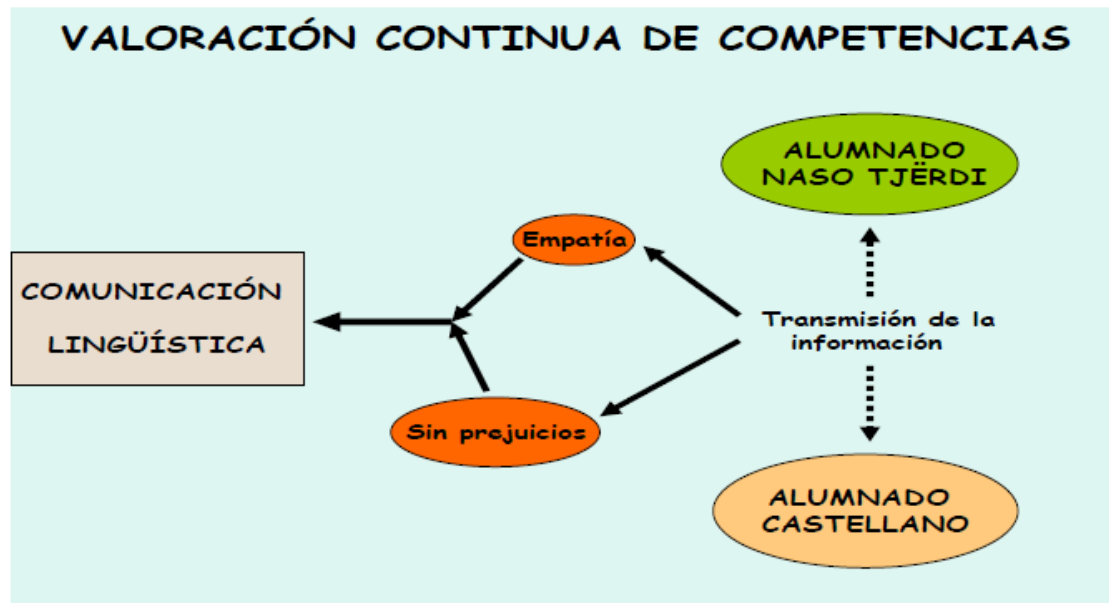 VALORACIÓN CONTINUA DE COMPETENCIAS
ALUMNADO
NASO TJËRDI
Empatía
COMUNICACIÓN
LINGÜÍSTICA
Transmisión de la
información
Sin prejuicios
ALUMNADO
CASTELLANO